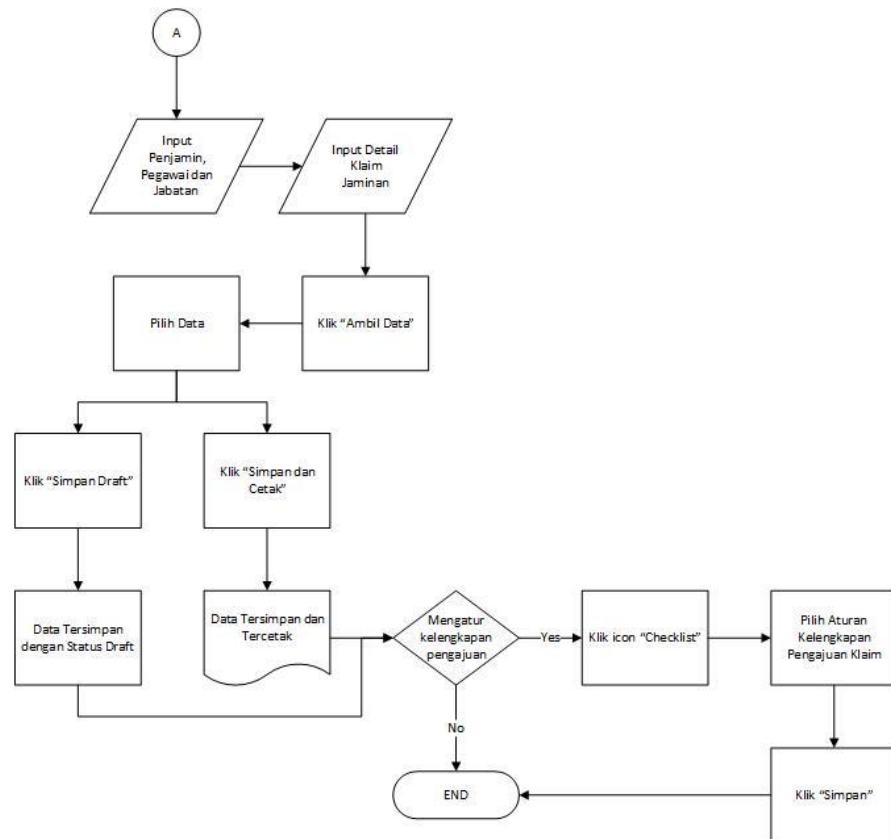 A
Input
Penjamin,
Pegawai dan
Jabatan
Input Detail
Klaim
Jaminan
Pilih Data
Klik “Ambil Data”
Klik “Simpan Draft”
Klik “Simpan dan
Cetak”
Data Tersimpan
dengan Status Draft
Data Tersimpan dan
Tercetak
Mengatur
kelengkapan
pengajuan
Yes
Klik icon “Checklist”
Pilih Aturan
Kelengkapan
Pengajuan Klaim
No
END
Klik “Simpan”